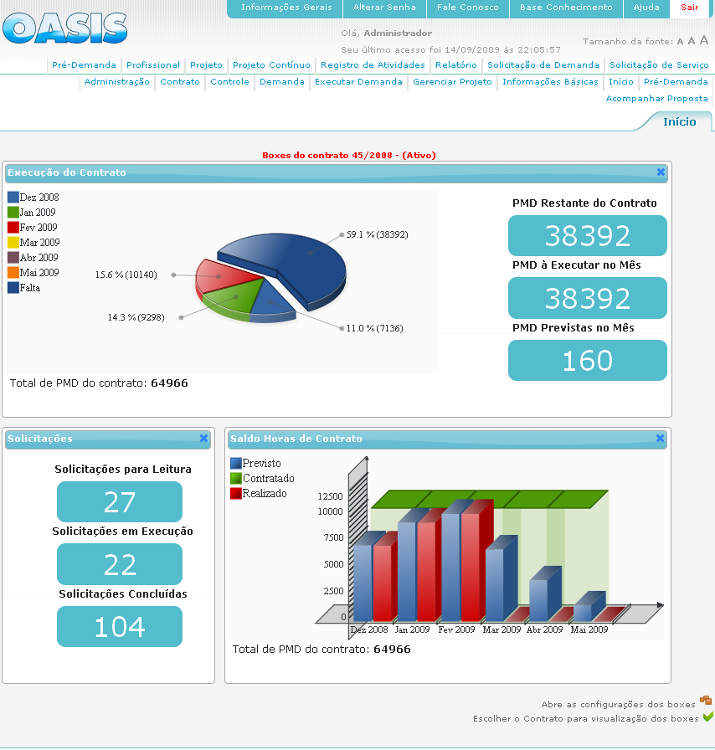 OASIS
Informações Gerais Alterar Senha Fale Conosco Base Conhecimento Ajuda Sair
Olá, Administrador
Seu último acesso foi 14/09/2009 às 22:05:57
Tamanho da fonte: A A A
Pré-Demanda Profissional Projeto Projeto Contínuo Registro de Atividades Relatório Solicitação de Demanda Solicitação de Serviço
Administração Contrato Controle Demanda Executar Demanda Gerenciar Projeto Informações Básicas Início Pré-Demanda
Acompanhar Proposta
Início
Boxes do contrato 45/2008 - (Ativo)
Execução do Contrato
Dez 2008
Jan 2009
Fev 2009
Mar 2009
Abr 2009
Mai 2009
Falta
59.1 % (38392)
15.6 % (10140)
14.3 % (9298)
11.0 % (7136)
Total de PMD do contrato: 64966
PMD Restante do Contrato
38392
PMD à Executar no Mês
38392
PMD Previstas no Mês
160
Solicitações
Solicitações para Leitura
27
Solicitações em Execução
22
Solicitações Concluídas
104
Saldo Horas de Contrato
Previsto
Contratado
Realizado
12500
10000
7500
5000
2500
0
Dez 2008 Jan 2009 Fev 2009 Mar 2009 Abr 2009 Mai 2009
Total de PMD do contrato: 64966
Abre as configurações dos boxes
Escolher o Contrato para visualização dos boxes